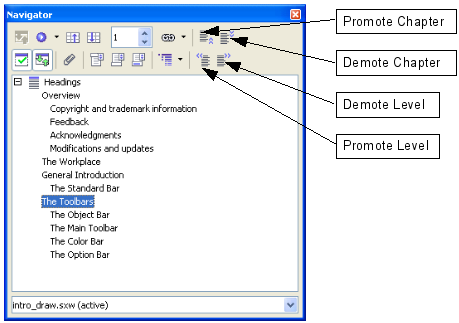 Navigator
Promote Chapter
1
Demote Chapter
Demote Level
Promote Level
Headings
Overview
Copyright and trademark information
Feedback
Acknowledgments
Modifications and updates
The Workplace
General Introduction
The Standard Bar
The Toolbars
The Object Bar
The Main Toolbar
The Color Bar
The Option Bar
intro_draw.sxw (active)